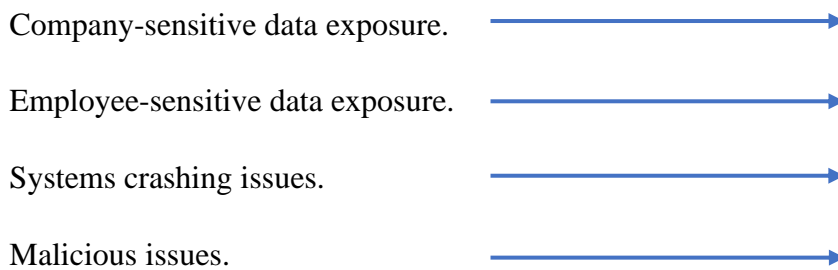 Company-sensitive data exposure.
Employee-sensitive data exposure.
Systems crashing issues.
Malicious issues.